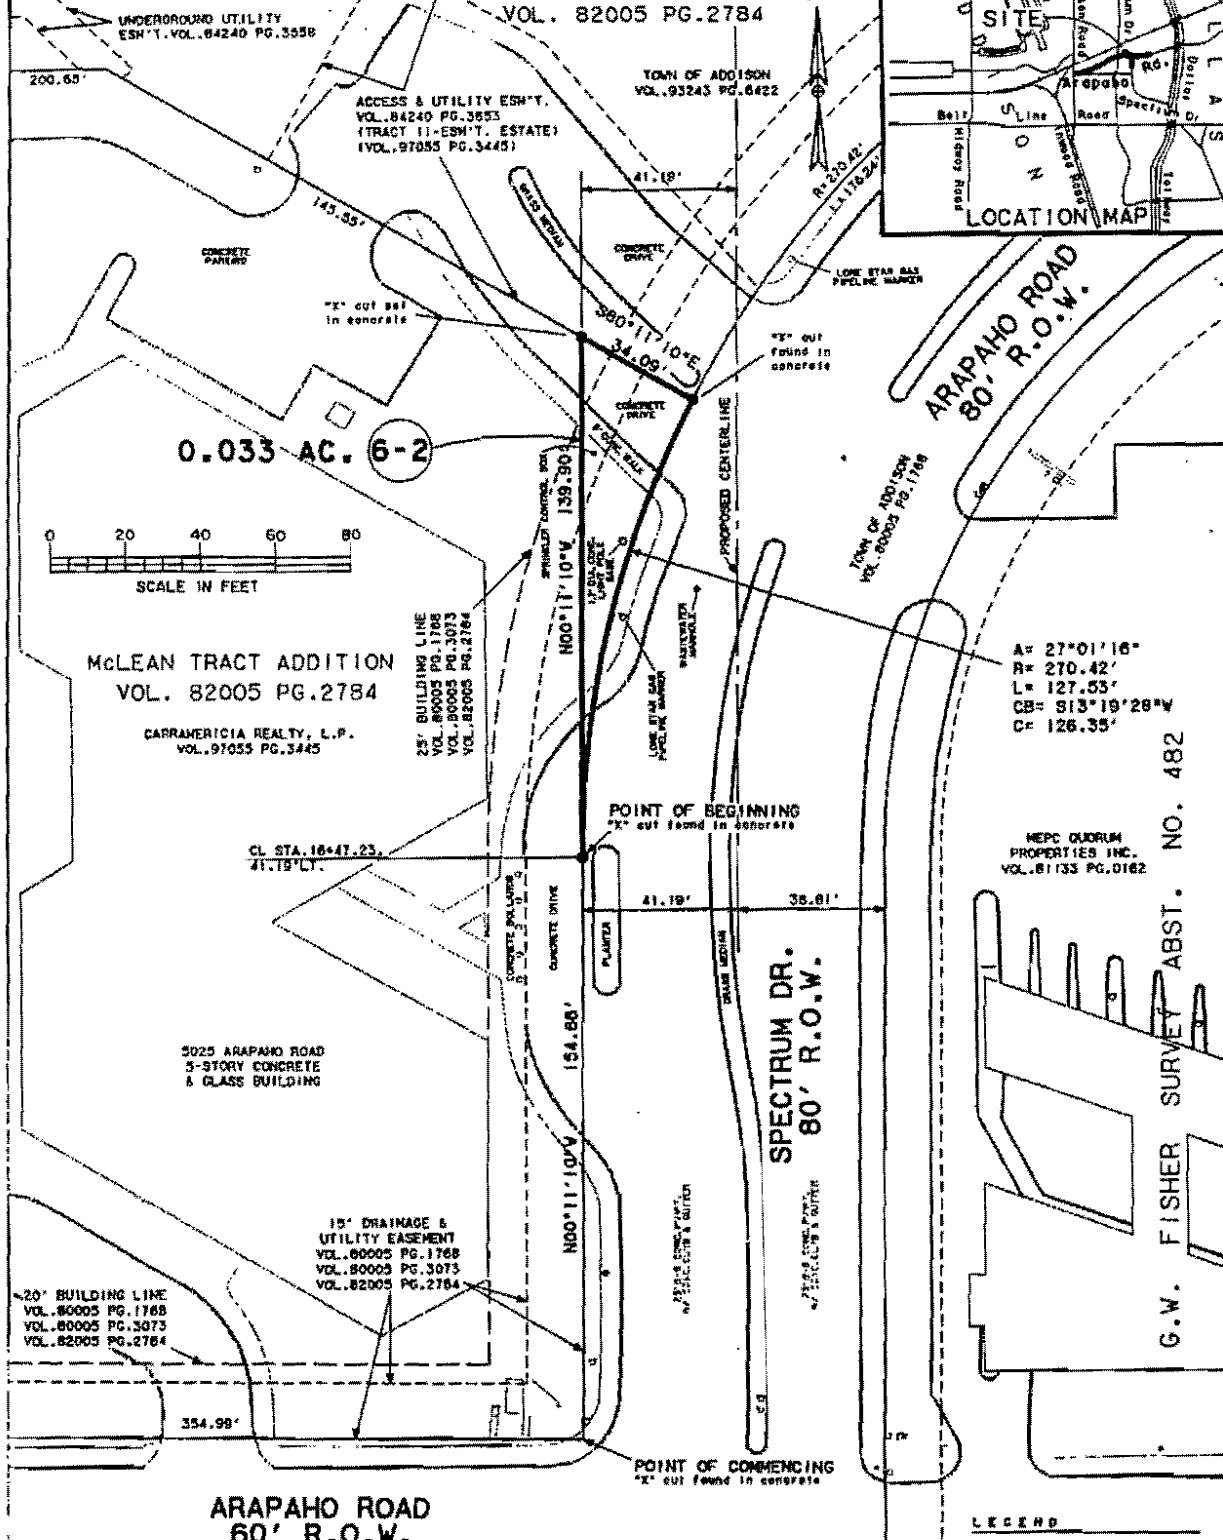 UNDERGROUND UTILITY
ESM'T.VOL.84240 PG.3558
VOL. 82005 PG.2784
200.65'
TOWN OF ADDISON
VOL.93243 PG.6422
ACCESS & UTILITY ESM'T.
VOL.84240 PG.3553
(TRACT II-ESM'T. ESTATE)
(VOL.97055 PG.3445)
SITE
Rd.
Arapaho
Belt
Line
Road
Midway Road
Inwood Road
LOCATION MAP
R= 270.42'
L=176.24'
41.19'
145.55'
GRASS MEDIAN
CONCRETE
PARKING
CONCRETE
DRIVE
LONE STAR GAS
PIPELINE MARKER
"X" cut set
in concrete
S60°11'10"E
34.09'
"X" cut
found in
concrete
ARAPAHO ROAD
80' R.O.W.
CONCRETE
DRIVE
0.033 AC. 6-2
SPRINKLER CONTROL BOX
N00°11'10"W 139.90'
PROPOSED CENTERLINE
TOWN OF ADDISON
VOL.80005 PG.1768
0 20 40 60 80
SCALE IN FEET
WASTEWATER
MANHOLE
25' BUILDING LINE
VOL.80005 PG.1768
VOL.80005 PG.3073
VOL.82005 PG.2784
McLEAN TRACT ADDITION
VOL. 82005 PG.2784
CARRAMERICIA REALTY, L.P.
VOL.97055 PG.3445
LONE STAR GAS
PIPELINE MARKER
Δ= 27°01'16"
R= 270.42'
L= 127.53'
CB= S13°19'28"W
C= 126.35'
POINT OF BEGINNING
"X" cut found in concrete
CL STA.16+47.23,
41.19'LT.
MEPC QUORUM
PROPERTIES INC.
VOL.81133 PG.0162
41.19'
38.81'
CONCRETE BOLLARDS
CONCRETE DRIVE
PLANTER
GRASS MEDIAN
SPECTRUM DR.
80' R.O.W.
G.W. FISHER SURVEY ABST. NO. 482
5025 ARAPAHO ROAD
5-STORY CONCRETE
& GLASS BUILDING
N00°11'10"W 154.66'
15' DRAINAGE &
UTILITY EASEMENT
VOL.80005 PG.1768
VOL.80005 PG.3073
VOL.82005 PG.2784
20' BUILDING LINE
VOL.80005 PG.1768
VOL.80005 PG.3073
VOL.82005 PG.2784
354.99'
POINT OF COMMENCING
"X" cut found in concrete
ARAPAHO ROAD
60' R.O.W.
LEGEND